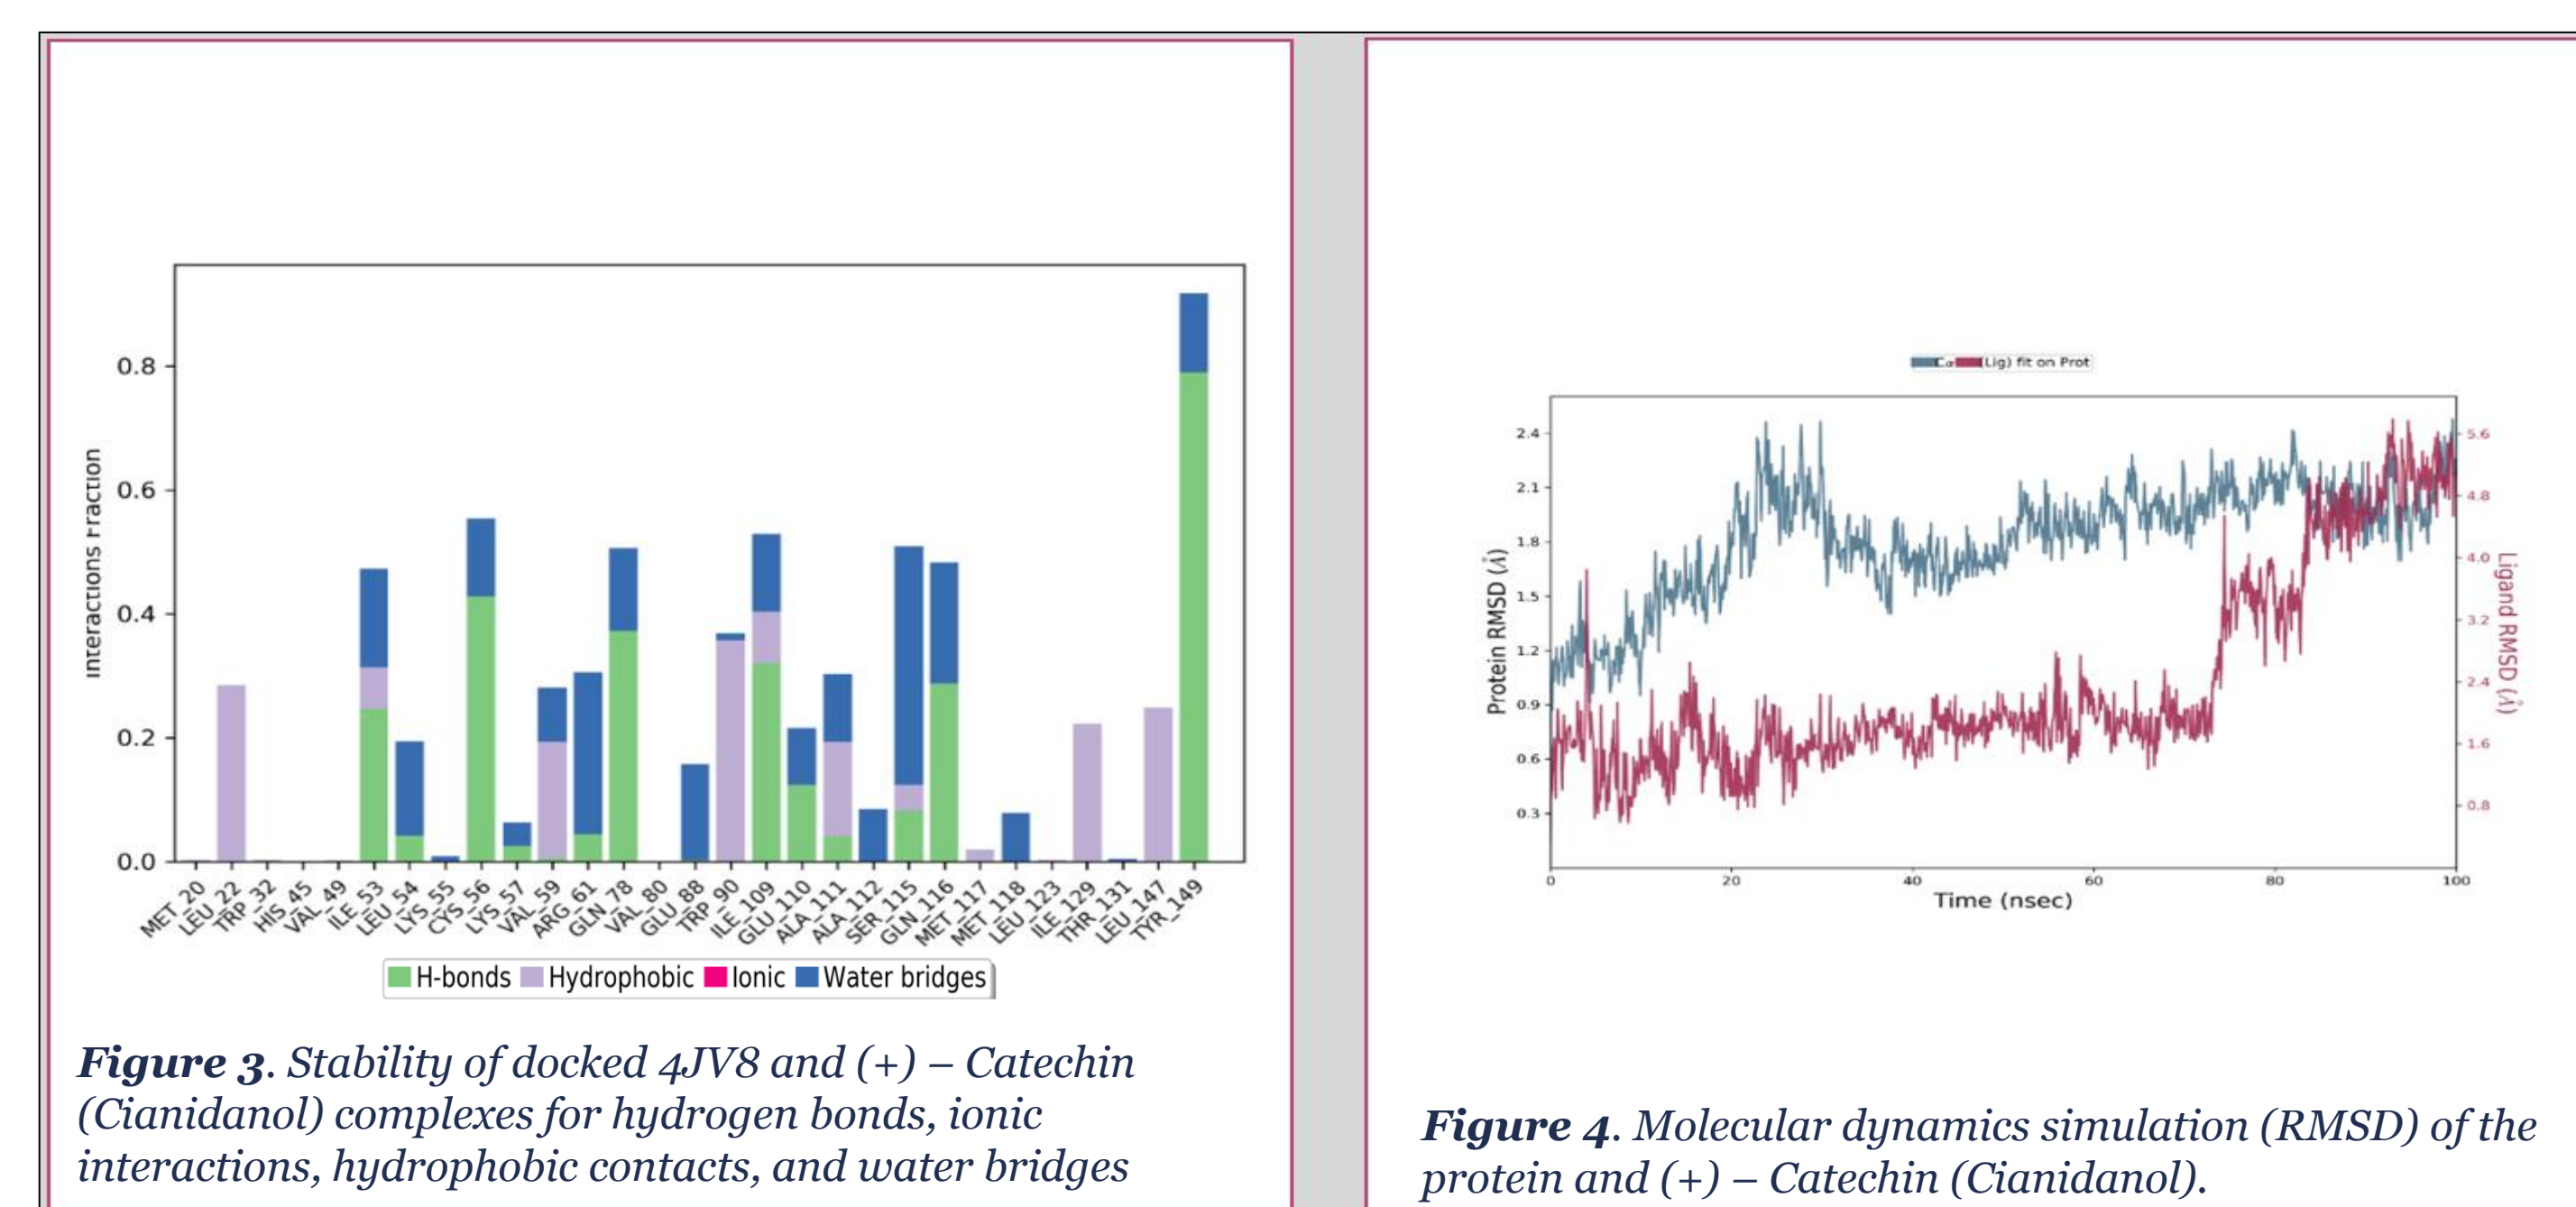 Interactions Fraction
0.8
0.6
0.4
0.2
0.0
MET_20
LEU_22
TRP_32
HIS_45
VAL_49
ILE_53
LEU_54
LYS_55
CYS_56
LYS_57
VAL_59
ARG_61
GLN_78
VAL_80
GLU_88
TRP_90
ILE_109
GLU_110
ALA_111
ALA_112
SER_115
GLN_116
MET_117
MET_118
LEU_123
ILE_129
THR_131
LEU_147
TYR_149
H-bonds Hydrophobic Ionic Water bridges
Figure 3. Stability of docked 4JV8 and (+) – Catechin
(Cianidanol) complexes for hydrogen bonds, ionic
interactions, hydrophobic contacts, and water bridges
Cα (Lig) fit on Prot
Protein RMSD (Å)
2.4
2.1
1.8
1.5
1.2
0.9
0.6
0.3
0 20 40 60 80 100
Time (nsec)
5.6
4.8
4.0
3.2
2.4
1.6
0.8
Ligand RMSD (Å)
Figure 4. Molecular dynamics simulation (RMSD) of the
protein and (+) – Catechin (Cianidanol).